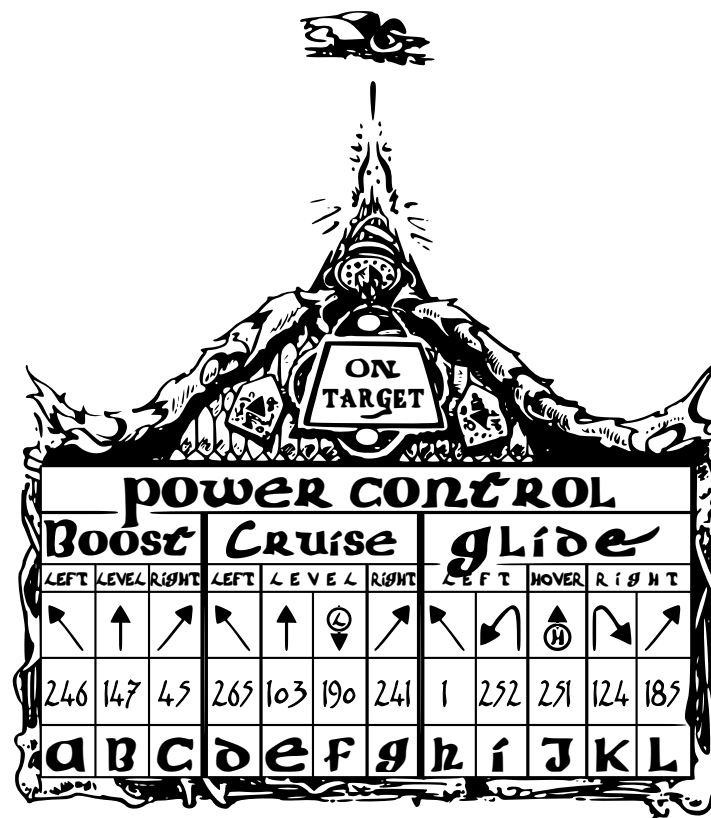 ON
TARGET
POWER CONTROL
Boost CRuise gLide
LEFT LEVEL RigHT LEFT LEVEL RigHT LEFT HOVER RigHT
L H
246 147 45 265 103 190 241 1 252 251 124 185
a B C d e f g h i J K L